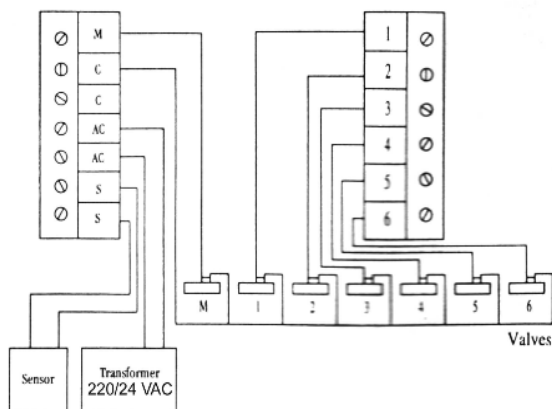 M
C
C
AC
AC
S
S
1
2
3
4
5
6
M 1 2 3 4 5 6
Valves
Sensor
Transformer
220/24 VAC